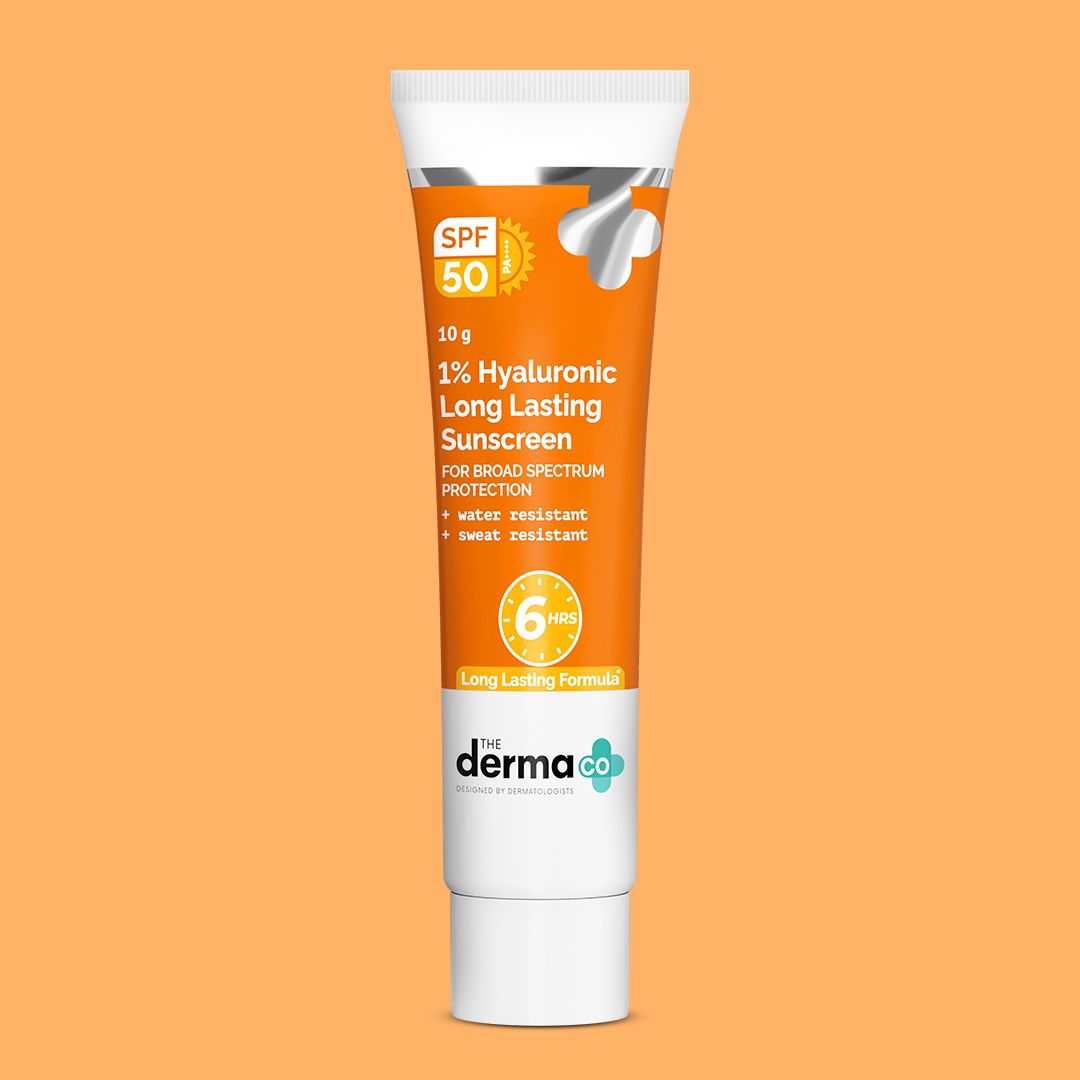 SPF
50
PA++++
10 g
1% Hyaluronic
Long Lasting
Sunscreen
FOR BROAD SPECTRUM
PROTECTION
+ water resistant
+ sweat resistant
6 HRS
Long Lasting Formula*
THE
derma co
DESIGNED BY DERMATOLOGISTS